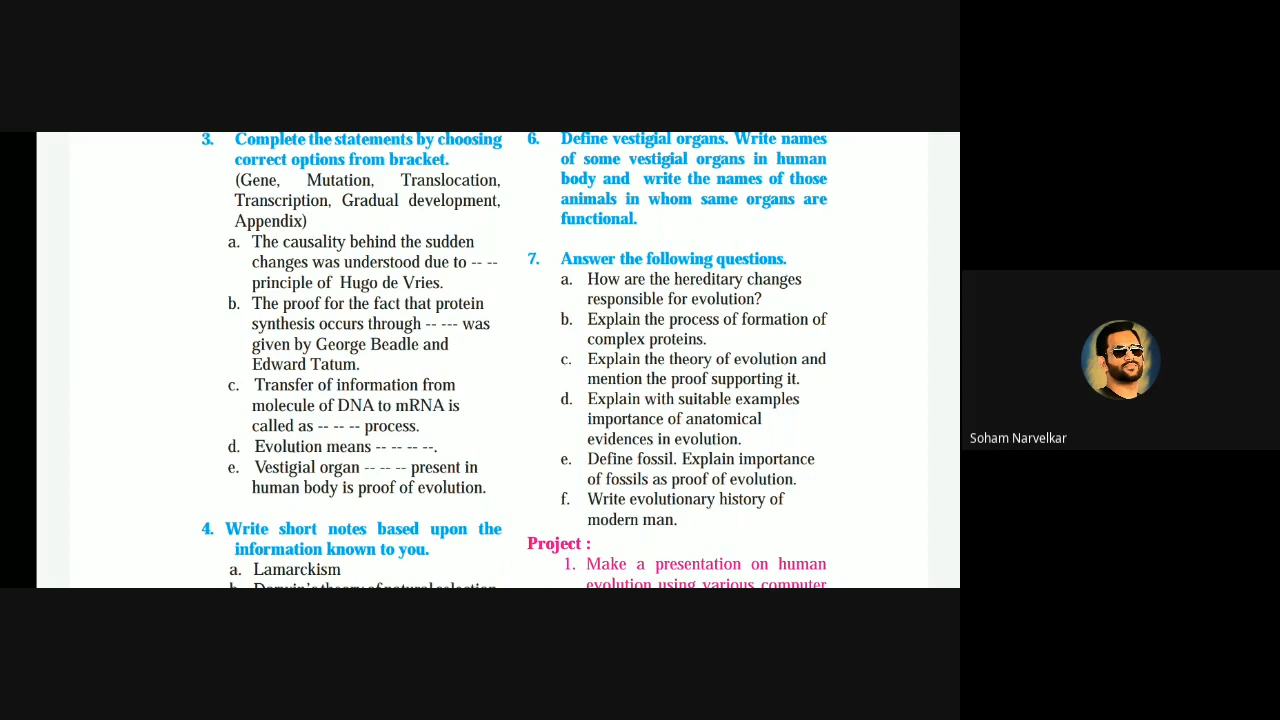 3. Complete the statements by choosing
correct options from bracket.
(Gene, Mutation, Translocation,
Transcription, Gradual development,
Appendix)
a. The causality behind the sudden
changes was understood due to -- --
principle of Hugo de Vries.
b. The proof for the fact that protein
synthesis occurs through -- --- was
given by George Beadle and
Edward Tatum.
c. Transfer of information from
molecule of DNA to mRNA is
called as -- -- -- process.
d. Evolution means -- -- -- --.
e. Vestigial organ -- -- -- present in
human body is proof of evolution.
4. Write short notes based upon the
information known to you.
a. Lamarckism
b. Darwin's theory of natural selection
6. Define vestigial organs. Write names
of some vestigial organs in human
body and write the names of those
animals in whom same organs are
functional.
7. Answer the following questions.
a. How are the hereditary changes
responsible for evolution?
b. Explain the process of formation of
complex proteins.
c. Explain the theory of evolution and
mention the proof supporting it.
d. Explain with suitable examples
importance of anatomical
evidences in evolution.
e. Define fossil. Explain importance
of fossils as proof of evolution.
f. Write evolutionary history of
modern man.
Project :
1. Make a presentation on human
evolution using various computer
Soham Narvelkar